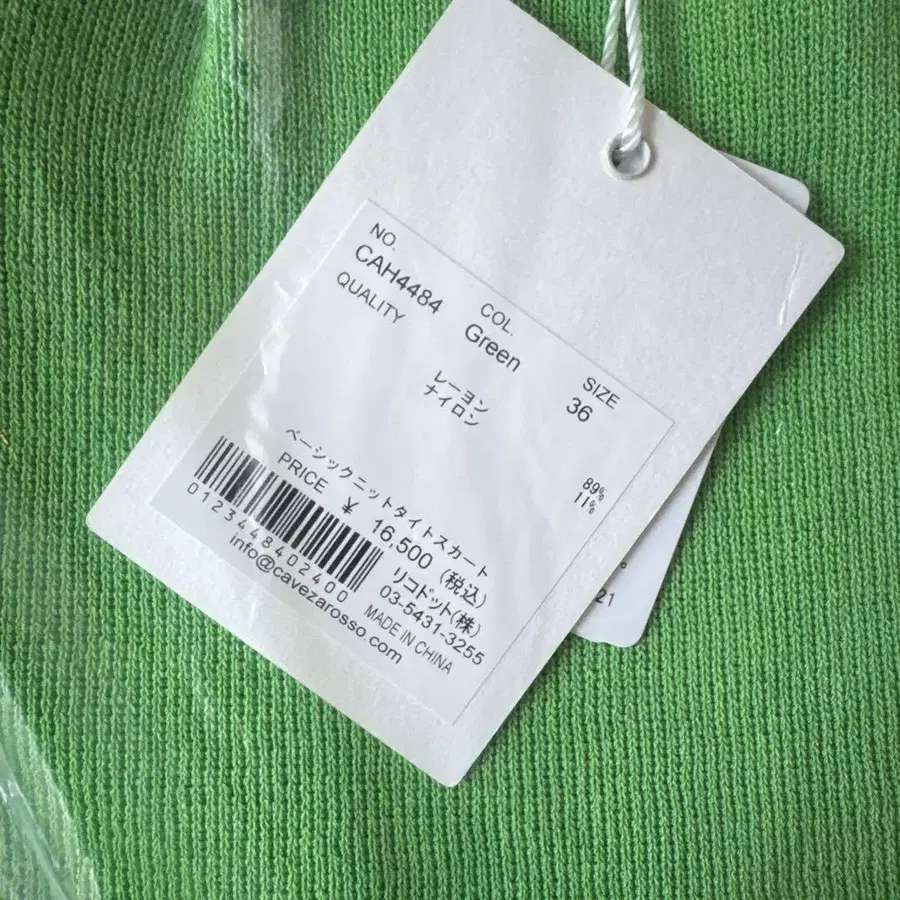 NO.
CAH4484
COL.
Green
SIZE
36
QUALITY
レーヨン 89%
ナイロン 11%
ベーシックニットタイトスカート
PRICE ¥ 16,500 (税込)
リコドット(株)
03-5431-3255
0123448402400
MADE IN CHINA
info@cavezarosso.com
21